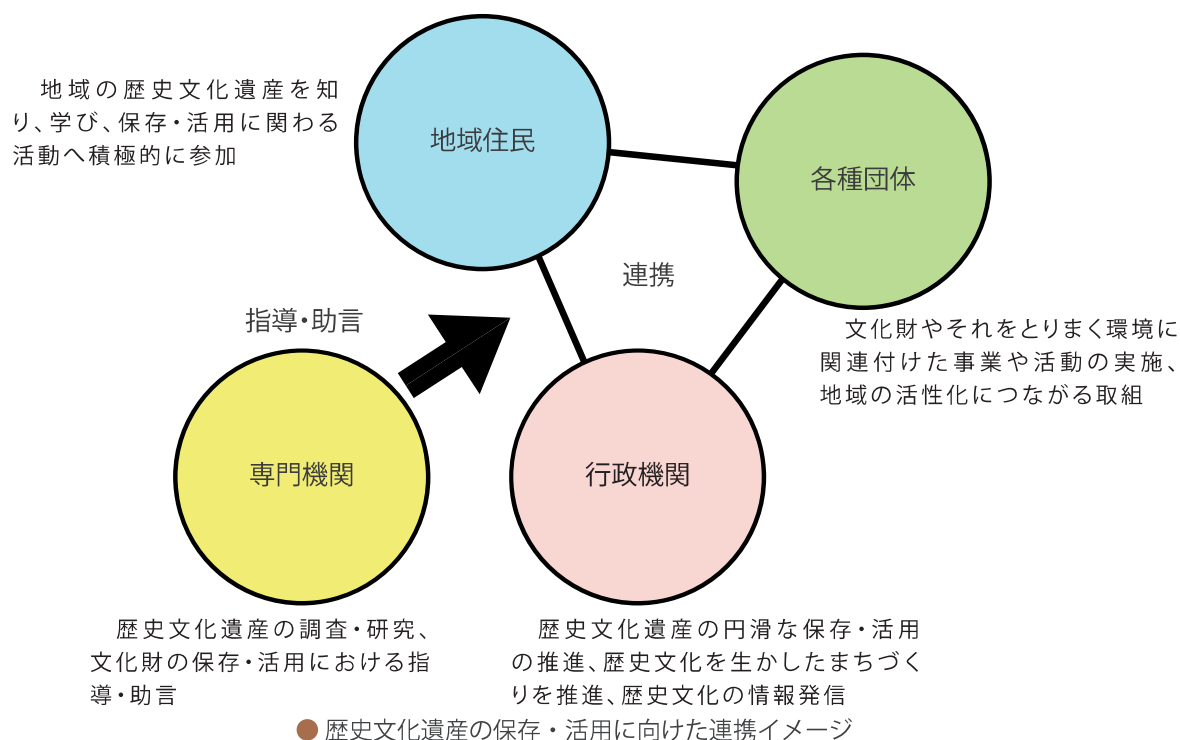 地域住民
地域の歴史文化遺産を知
り、学び、保存・活用に関わる
活動へ積極的に参加
各種団体
連携
指導・助言
文化財やそれをとりまく環境に
関連付けた事業や活動の実施、
地域の活性化につながる取組
専門機関
行政機関
歴史文化遺産の調査・研究、
文化財の保存・活用における指
導・助言
歴史文化遺産の円滑な保存・活用
の推進、歴史文化を生かしたまちづく
りを推進、歴史文化の情報発信
歴史文化遺産の保存・活用に向けた連携イメージ